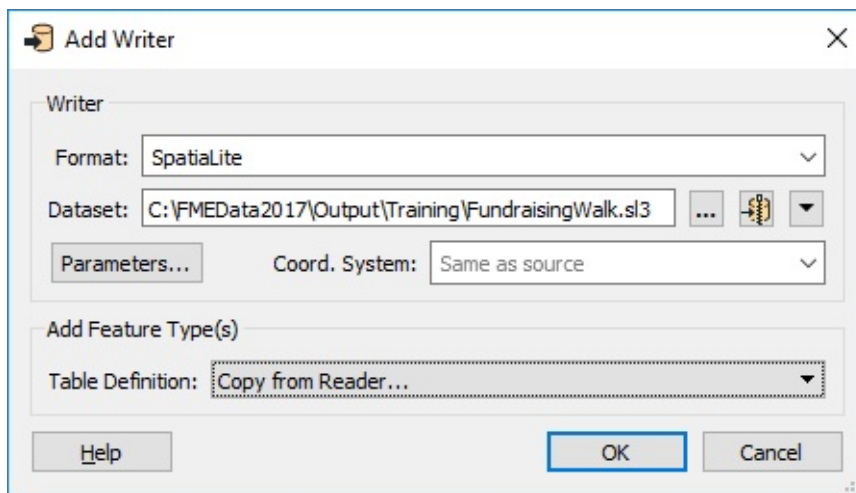 Add Writer
Writer
Format: SpatiaLite
Dataset: C:\FMEData2017\Output\Training\FundraisingWalk.sl3 ...
Parameters... Coord. System: Same as source
Add Feature Type(s)
Table Definition: Copy from Reader...
Help OK Cancel